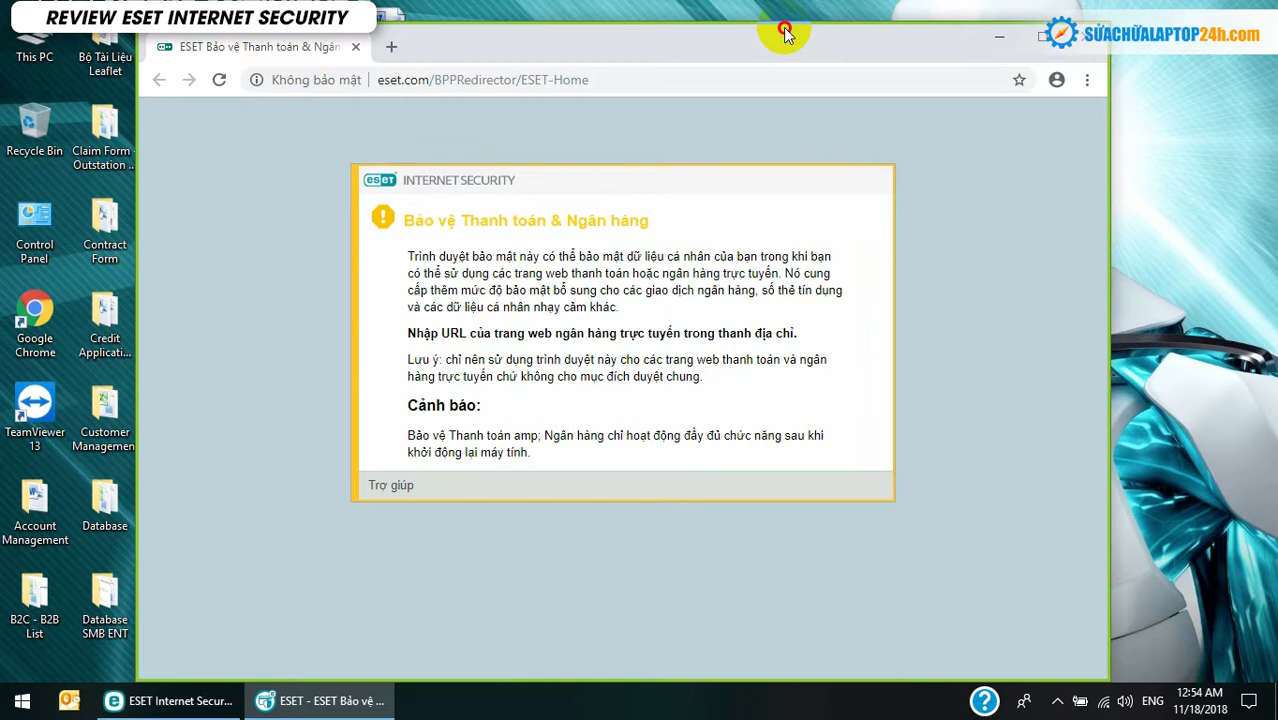 REVIEW ESET INTERNET SECURITY
SỬACHỮALAPTOP24h.com
ESET Bảo vệ Thanh toán & Ngân
Không bảo mật
eset.com/BPPRedirector/ESET-Home
This PC
Bộ Tài Liệu
Leaflet
Recycle Bin
Claim Form -
Outstation ...
Control
Panel
Contract
Form
Google
Chrome
Credit
Applicati...
TeamViewer
13
Customer
Managemen
Account
Management
Database
B2C - B2B
List
Database
SMB ENT
eset INTERNET SECURITY
Bảo vệ Thanh toán & Ngân hàng
Trình duyệt bảo mật này có thể bảo mật dữ liệu cá nhân của bạn trong khi bạn
có thể sử dụng các trang web thanh toán hoặc ngân hàng trực tuyến. Nó cung
cấp thêm mức độ bảo mật bổ sung cho các giao dịch ngân hàng, số thẻ tín dụng
và các dữ liệu cá nhân nhạy cảm khác.
Nhập URL của trang web ngân hàng trực tuyến trong thanh địa chỉ.
Lưu ý: chỉ nên sử dụng trình duyệt này cho các trang web thanh toán và ngân
hàng trực tuyến chứ không cho mục đích duyệt chung.
Cảnh báo:
Bảo vệ Thanh toán amp; Ngân hàng chỉ hoạt động đầy đủ chức năng sau khi
khởi động lại máy tính.
Trợ giúp
ESET Internet Secur...
ESET - ESET Bảo vệ ...
ENG
12:54 AM
11/18/2018